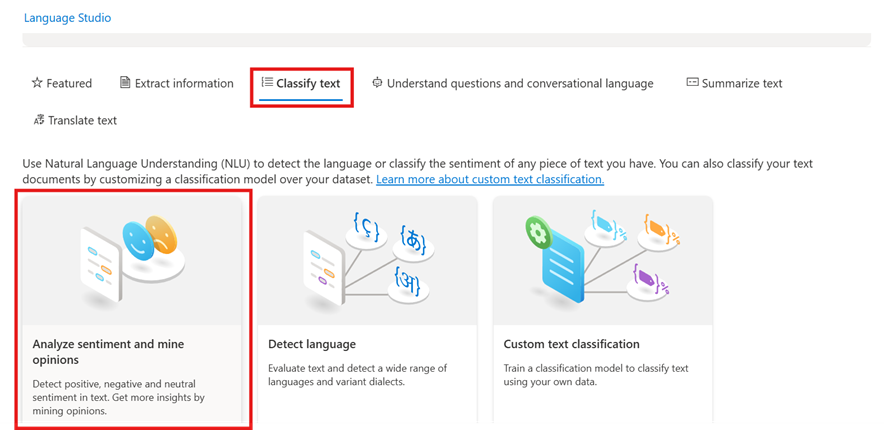 Language Studio
Featured
Extract information
Classify text
Understand questions and conversational language
Summarize text
Translate text
Use Natural Language Understanding (NLU) to detect the language or classify the sentiment of any piece of text you have. You can also classify your text
documents by customizing a classification model over your dataset. Learn more about custom text classification.
{ç}
{あ}
{अ}
%
%
%
Analyze sentiment and mine
opinions
Detect positive, negative and neutral
sentiment in text. Get more insights by
mining opinions.
Detect language
Evaluate text and detect a wide range of
languages and variant dialects.
Custom text classification
Train a classification model to classify text
using your own data.